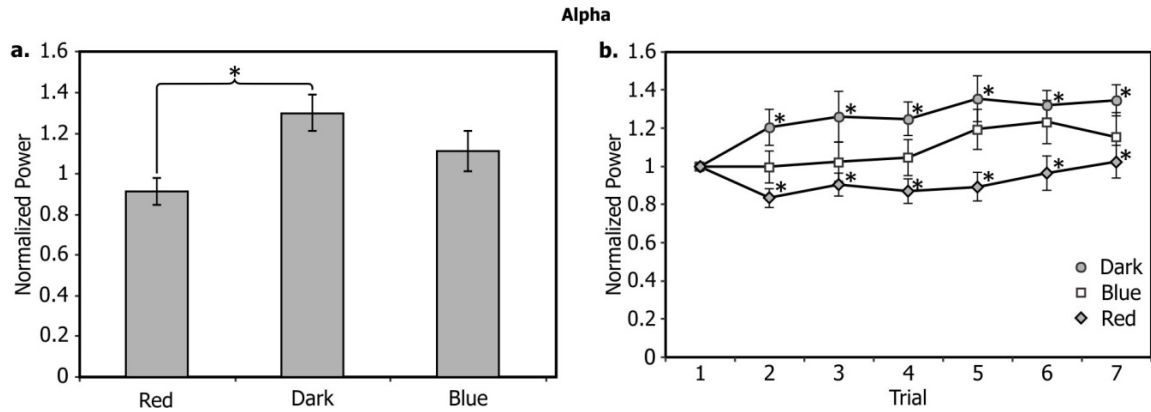 Alpha
a.
Normalized Power
1.6
1.4
1.2
1
0.8
0.6
0.4
0.2
0
*
Red Dark Blue
b.
Normalized Power
1.6
1.4
1.2
1
0.8
0.6
0.4
0.2
0
* * * * * *
* * * * * *
Dark
Blue
Red
1 2 3 4 5 6 7
Trial